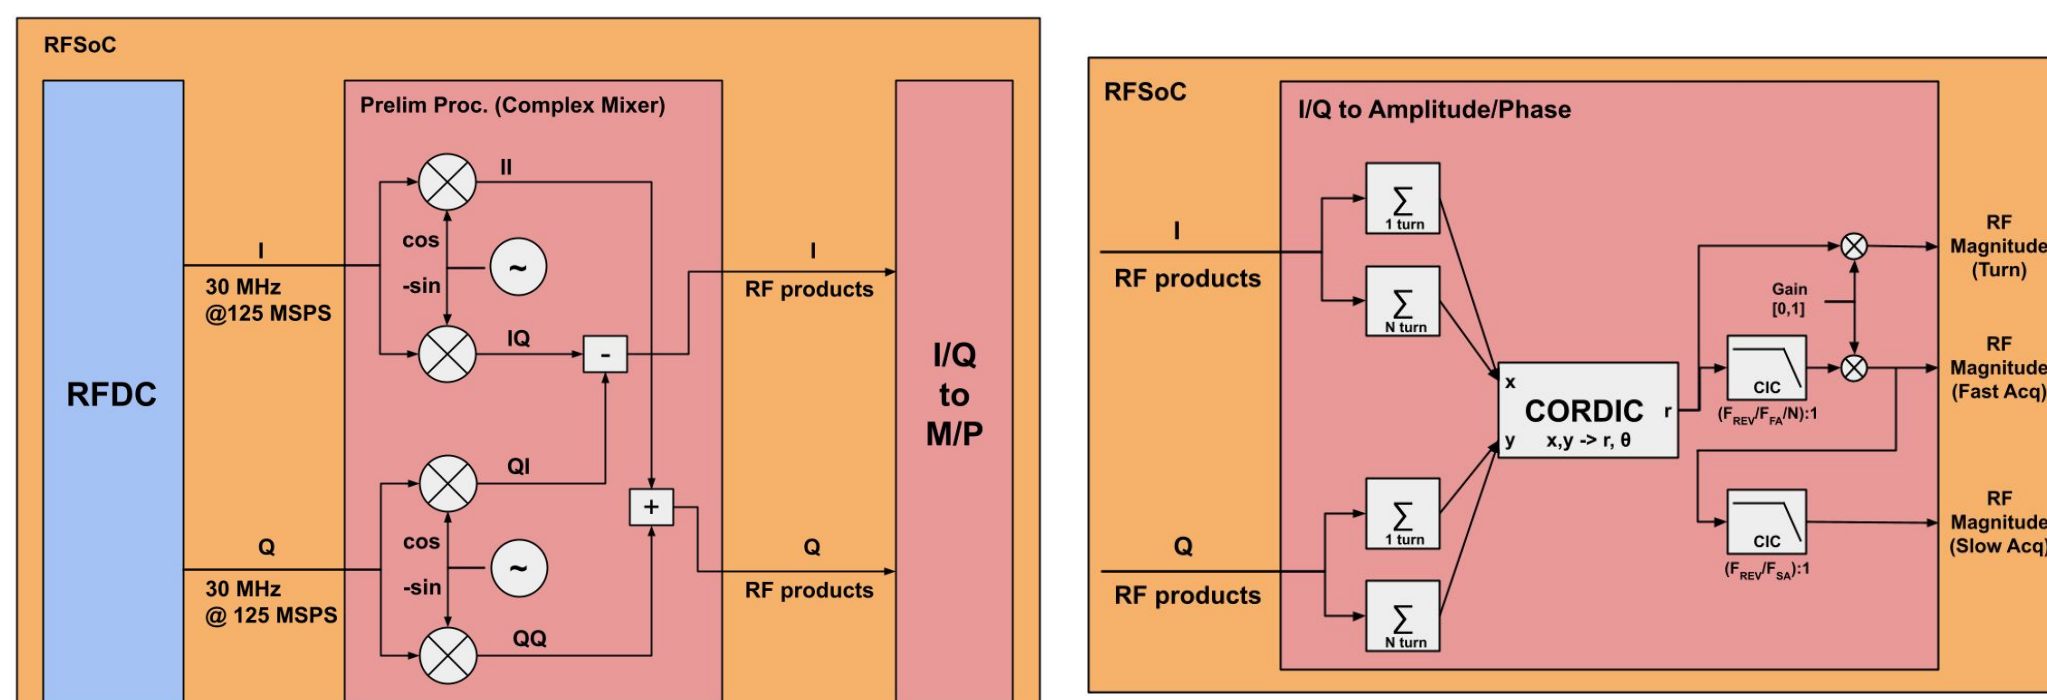 RFSoC
RFDC
I
30 MHz
@125 MSPS
Q
30 MHz
@ 125 MSPS
Prelim Proc. (Complex Mixer)
II
cos
-sin
~
IQ
-
QI
+
cos
-sin
~
QQ
I
RF products
Q
RF products
I/Q
to
M/P
RFSoC
I
RF products
Q
RF products
I/Q to Amplitude/Phase
∑
1 turn
∑
N turn
∑
1 turn
∑
N turn
x
CORDIC r
y x,y -> r, θ
Gain
[0,1]
CIC
(FREV/FFA/N):1
CIC
(FREV/FSA):1
RF
Magnitude
(Turn)
RF
Magnitude
(Fast Acq)
RF
Magnitude
(Slow Acq)